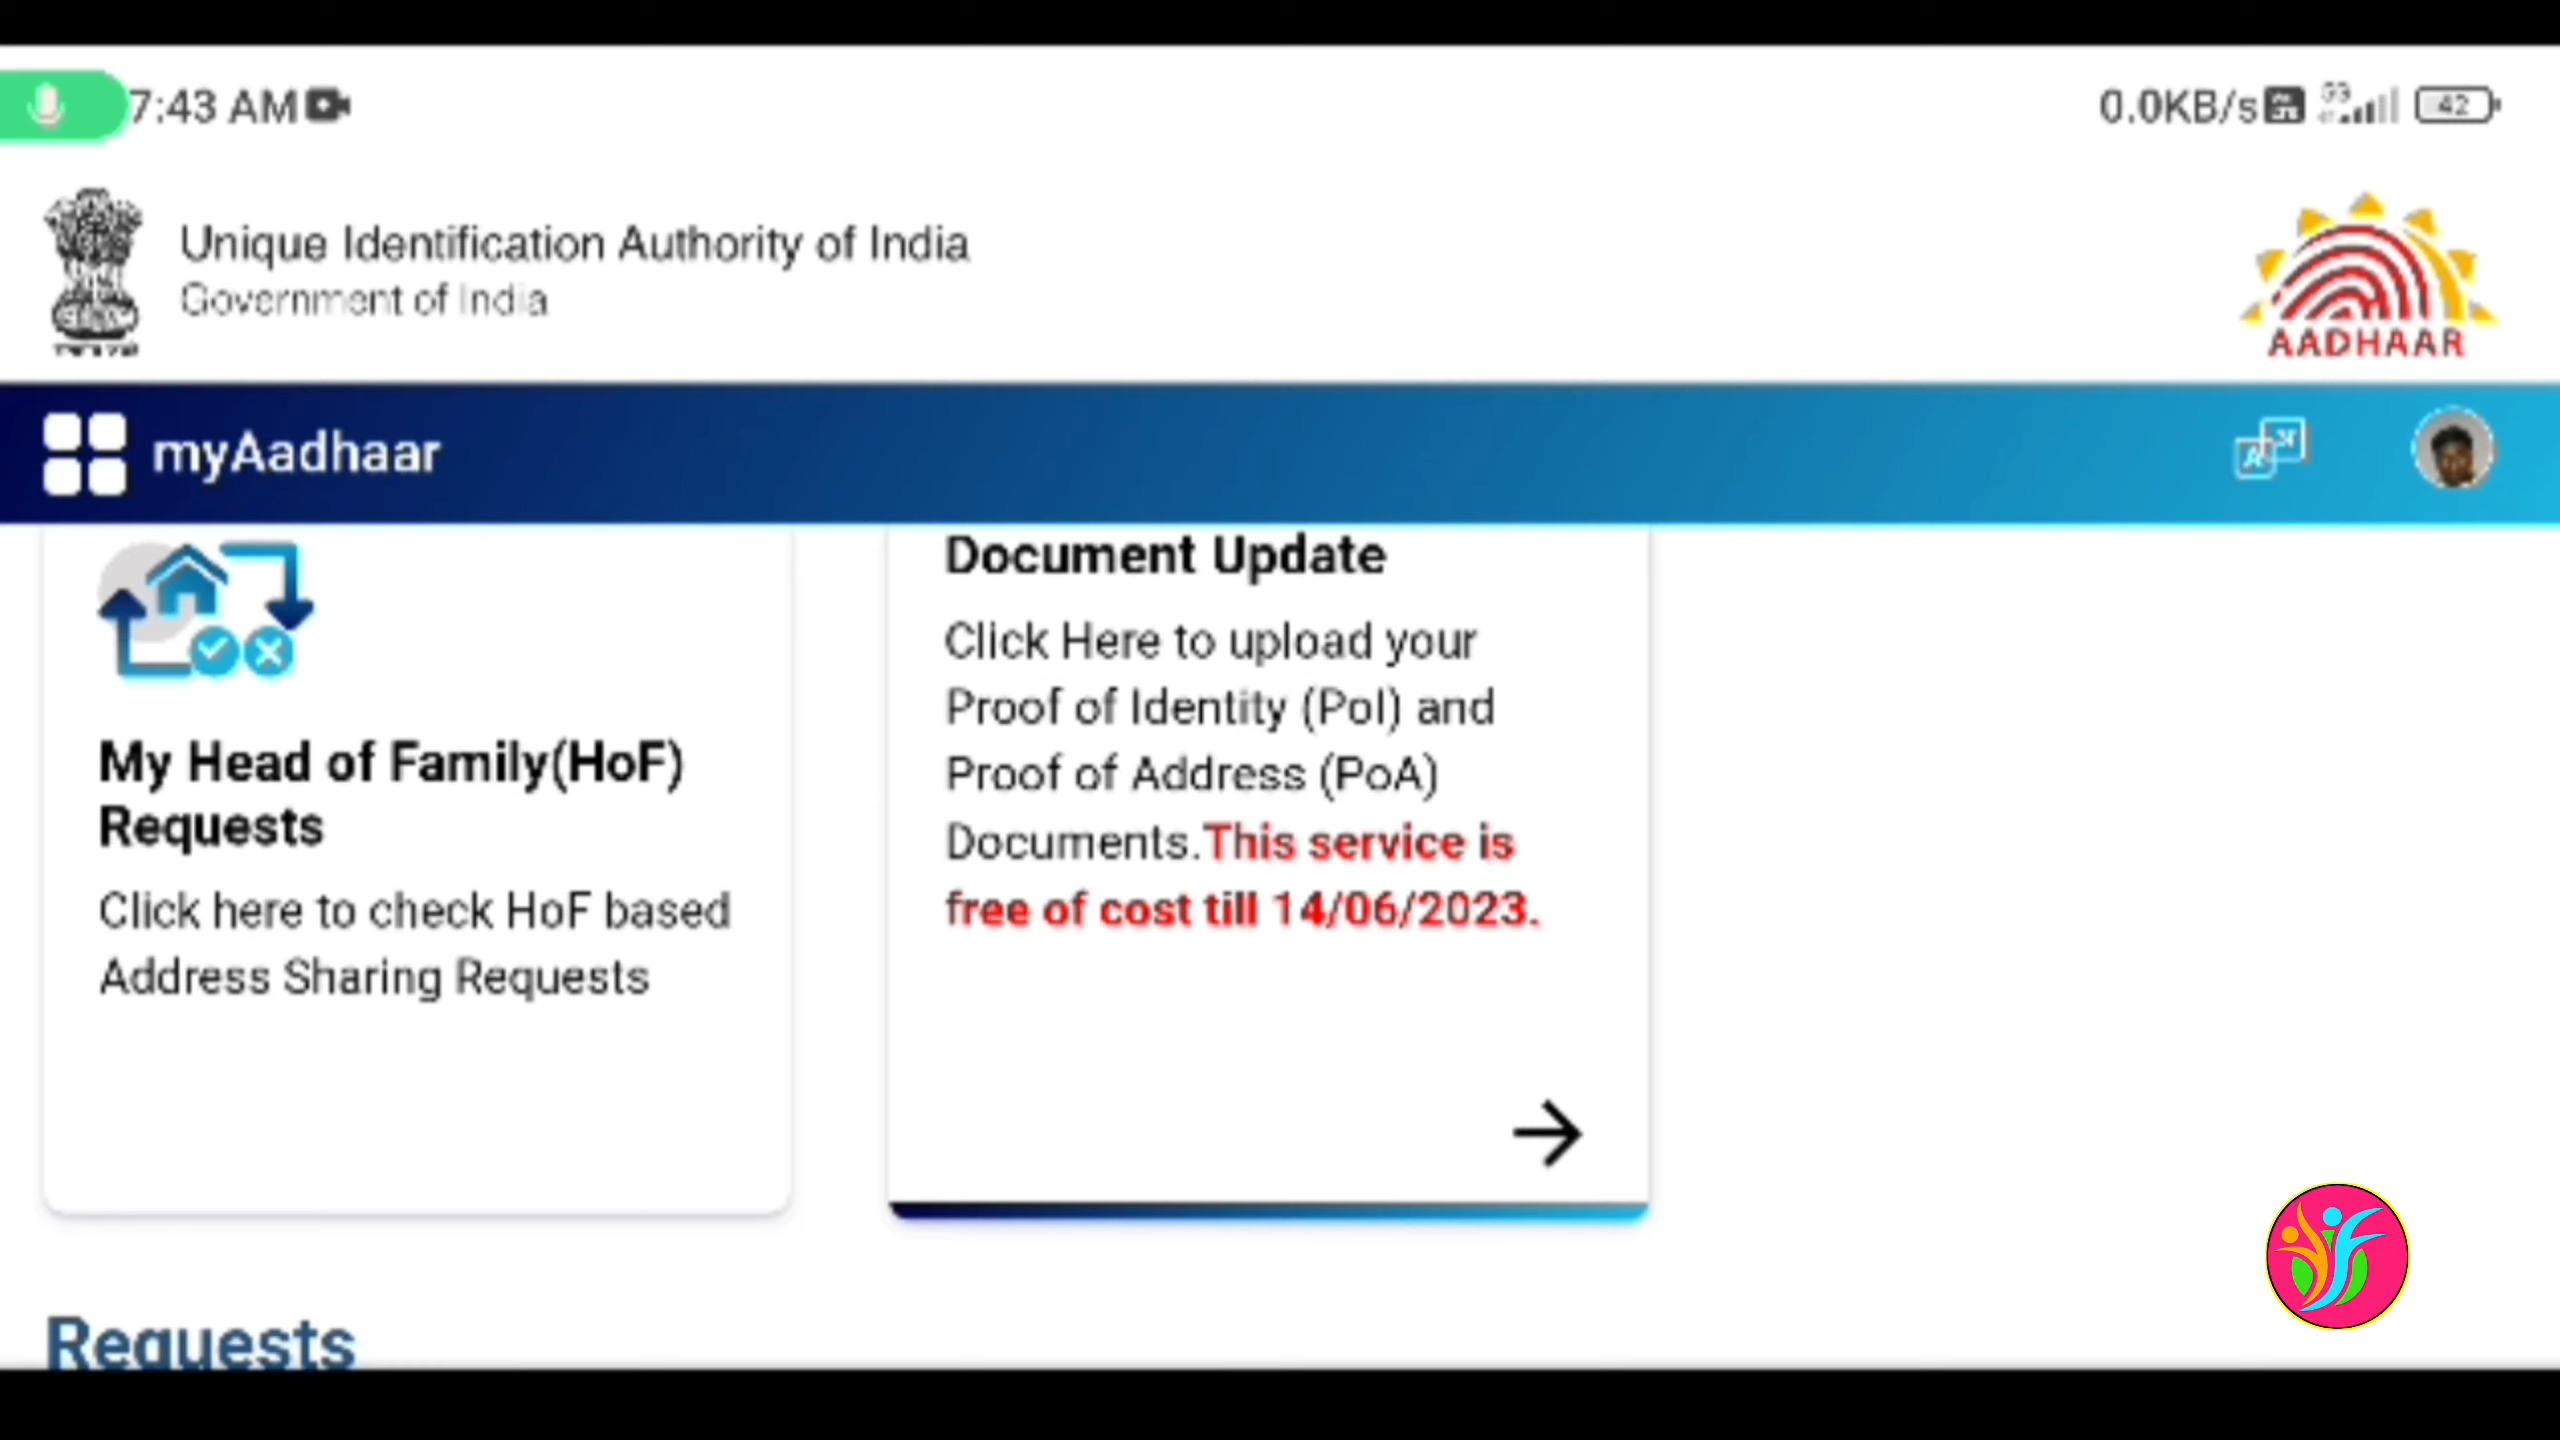 7:43 AM
0.0KB/s
42
Unique Identification Authority of India
Government of India
AADHAAR
myAadhaar
My Head of Family(HoF)
Requests
Click here to check HoF based
Address Sharing Requests
Document Update
Click Here to upload your
Proof of Identity (PoI) and
Proof of Address (PoA)
Documents.This service is
free of cost till 14/06/2023.
Requests